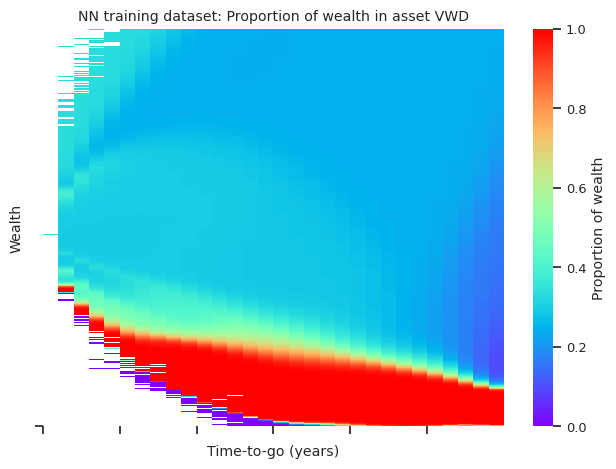 NN training dataset: Proportion of wealth in asset VWD
Wealth
Time-to-go (years)
1.0
0.8
0.6
0.4
0.2
0.0
Proportion of wealth